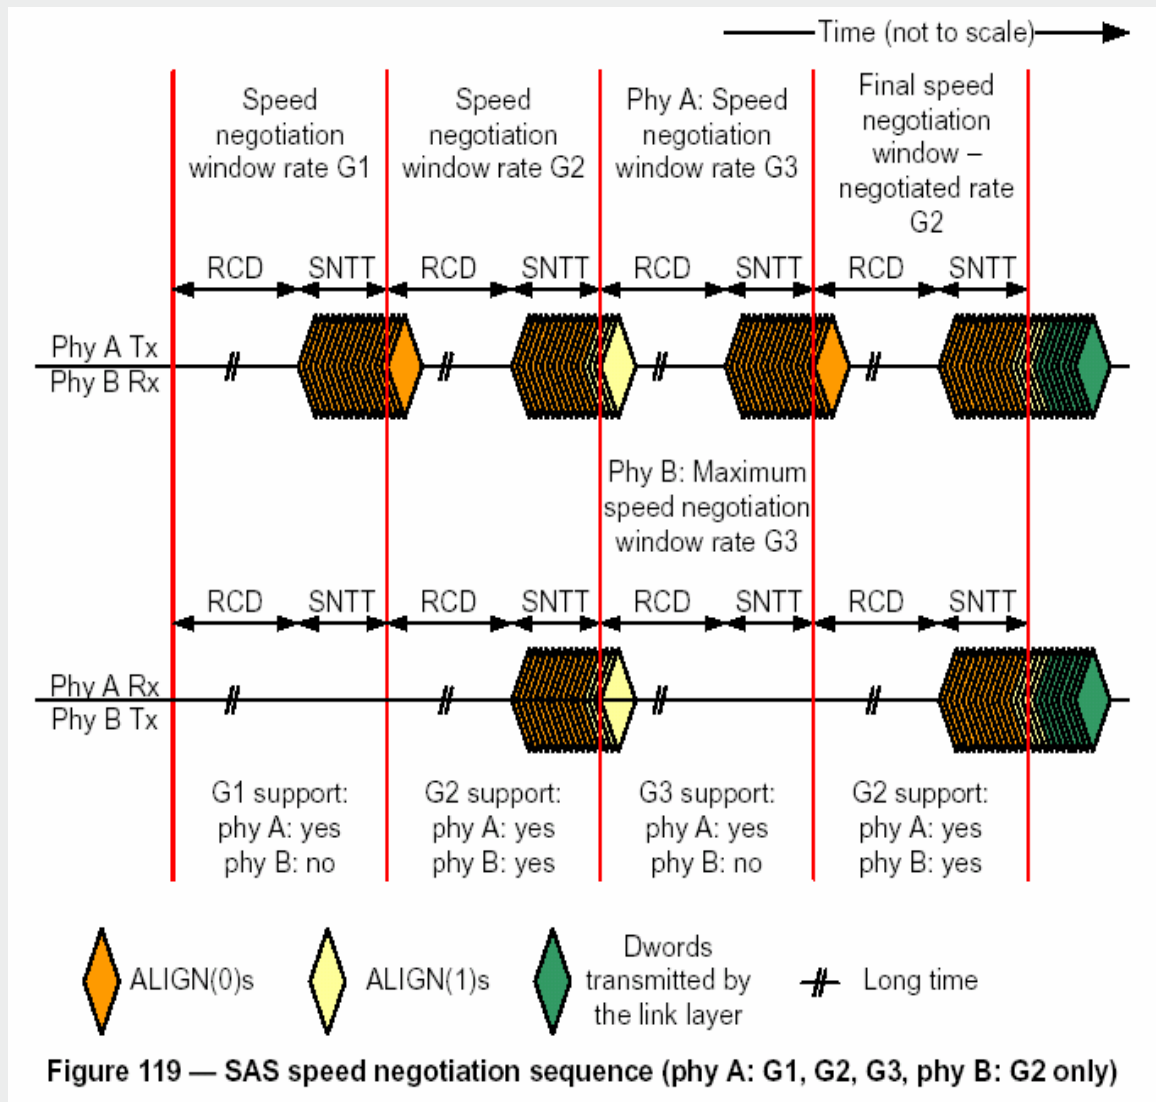 Time (not to scale)
Speed
negotiation
window rate G1
Speed
negotiation
window rate G2
Phy A: Speed
negotiation
window rate G3
Final speed
negotiation
window –
negotiated rate
G2
RCD SNTT RCD SNTT RCD SNTT RCD SNTT
Phy A Tx
Phy B Rx
Phy B: Maximum
speed negotiation
window rate G3
RCD SNTT RCD SNTT RCD SNTT RCD SNTT
Phy A Rx
Phy B Tx
G1 support:
phy A: yes
phy B: no
G2 support:
phy A: yes
phy B: yes
G3 support:
phy A: yes
phy B: no
G2 support:
phy A: yes
phy B: yes
ALIGN(0)s
ALIGN(1)s
Dwords
transmitted by
the link layer
Long time
Figure 119 — SAS speed negotiation sequence (phy A: G1, G2, G3, phy B: G2 only)